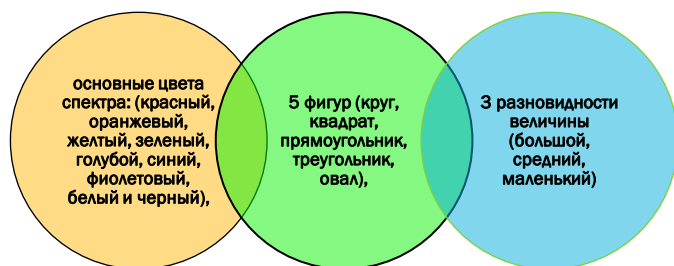 основные цвета
спектра: (красный,
оранжевый,
желтый, зеленый,
голубой, синий,
фиолетовый,
белый и черный),
5 фигур (круг,
квадрат,
прямоугольник,
треугольник,
овал),
3 разновидности
величины
(большой,
средний,
маленький)